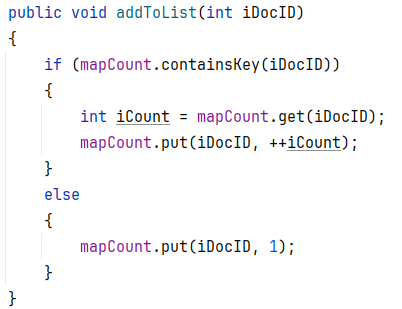 public void addToList(int iDocID)
{
    if (mapCount.containsKey(iDocID))
    {
        int iCount = mapCount.get(iDocID);
        mapCount.put(iDocID, ++iCount);
    }
    else
    {
        mapCount.put(iDocID, 1);
    }
}